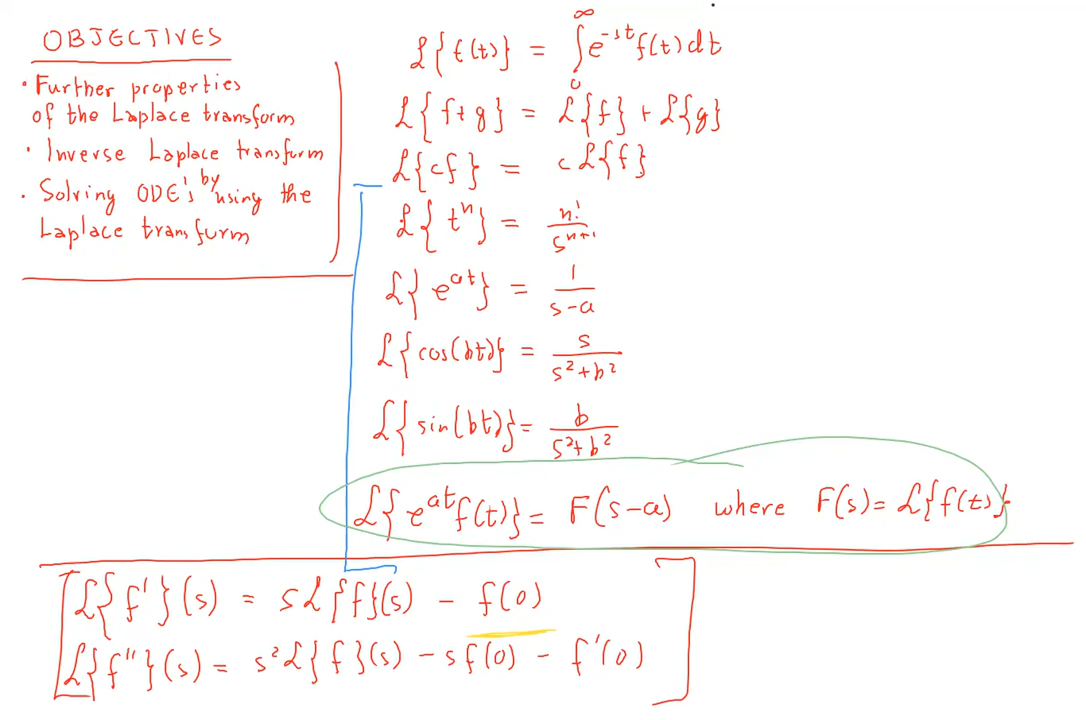 OBJECTIVES
• Further properties
of the Laplace transform
• Inverse Laplace transform
• Solving ODE's by using the
Laplace transform
ℒ{f(t)} = ∫₀^∞ e^{-st} f(t) dt
ℒ{f+g} = ℒ{f} + ℒ{g}
ℒ{cf} = cℒ{f}
ℒ{t^n} = n!/s^{n+1}
ℒ{e^{at}} = 1/(s-a)
ℒ{cos(bt)} = s/(s²+b²)
ℒ{sin(bt)} = b/(s²+b²)
ℒ{e^{at}f(t)} = F(s-a) where F(s) = ℒ{f(t)}
ℒ{f'}(s) = sℒ{f}(s) - f(0)
ℒ{f''}(s) = s²ℒ{f}(s) - sf(0) - f'(0)